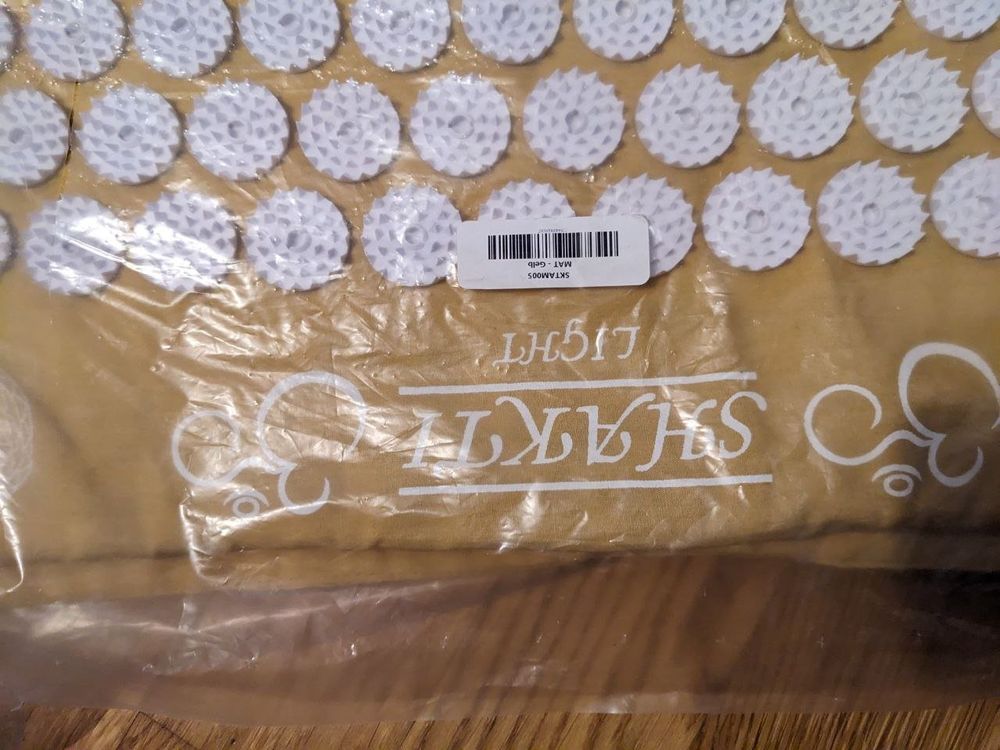 SHAKTI
LIGHT
SKTAM005
MAT - Gelb